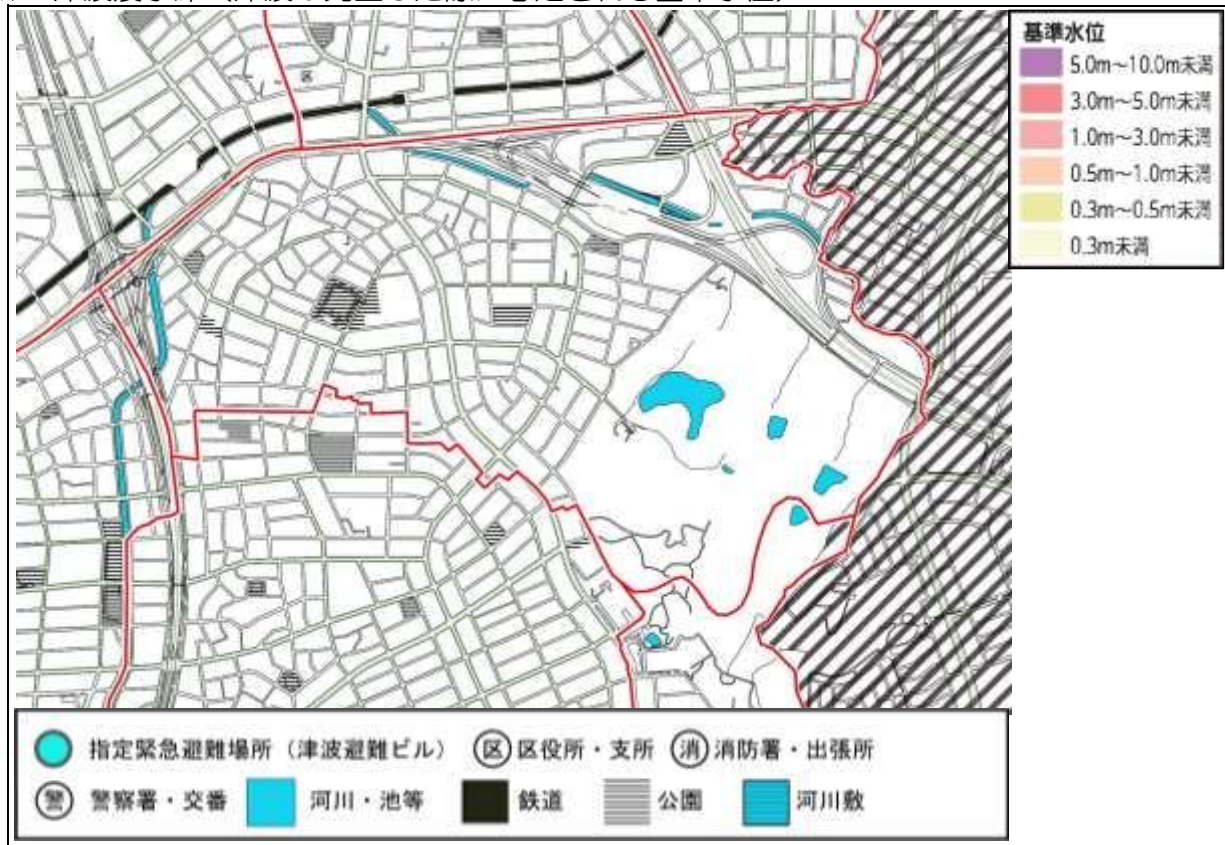 基準水位
5.0m～10.0m未満
3.0m～5.0m未満
1.0m～3.0m未満
0.5m～1.0m未満
0.3m～0.5m未満
0.3m未満
区
指定緊急避難場所（津波避難ビル） 区 区役所・支所 消 消防署・出張所
警 警察署・交番 河川・池等 鉄道 公園 河川敷